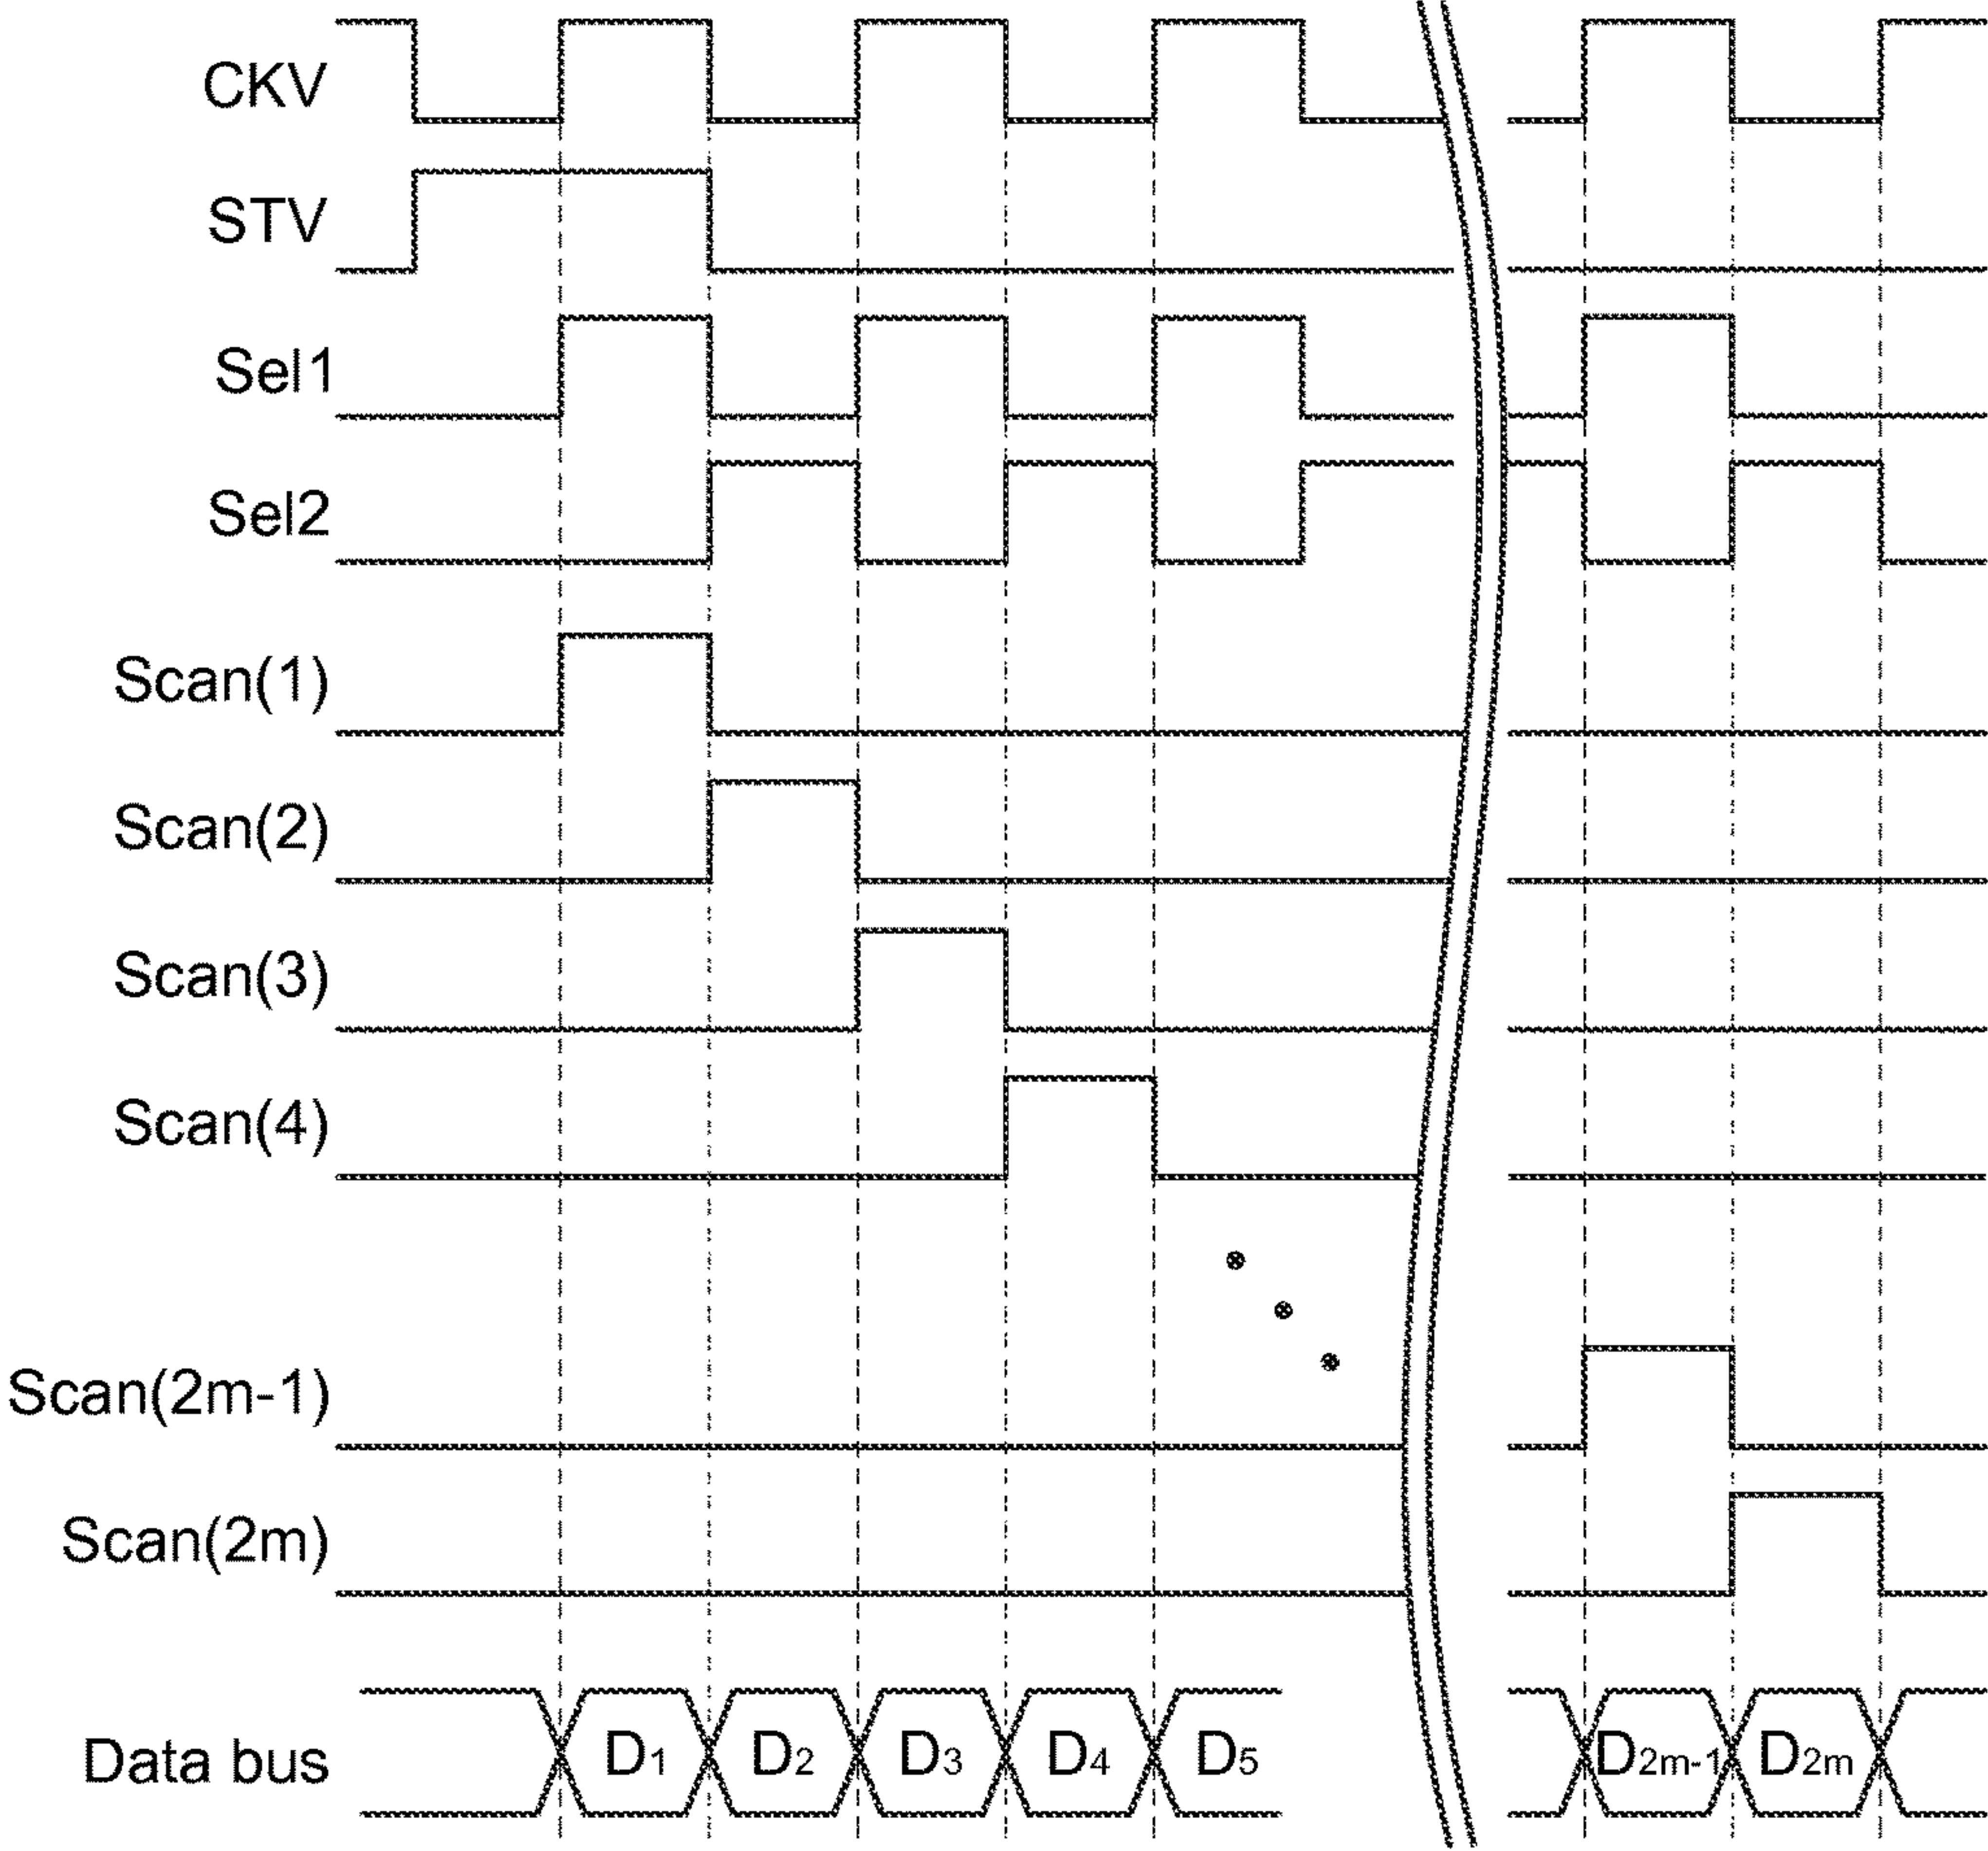 CKV
STV
Sel1
Sel2
Scan(1)
Scan(2)
Scan(3)
Scan(4)
Scan(2m-1)
Scan(2m)
Data bus D1 D2 D3 D4 D5 D2m-1 D2m